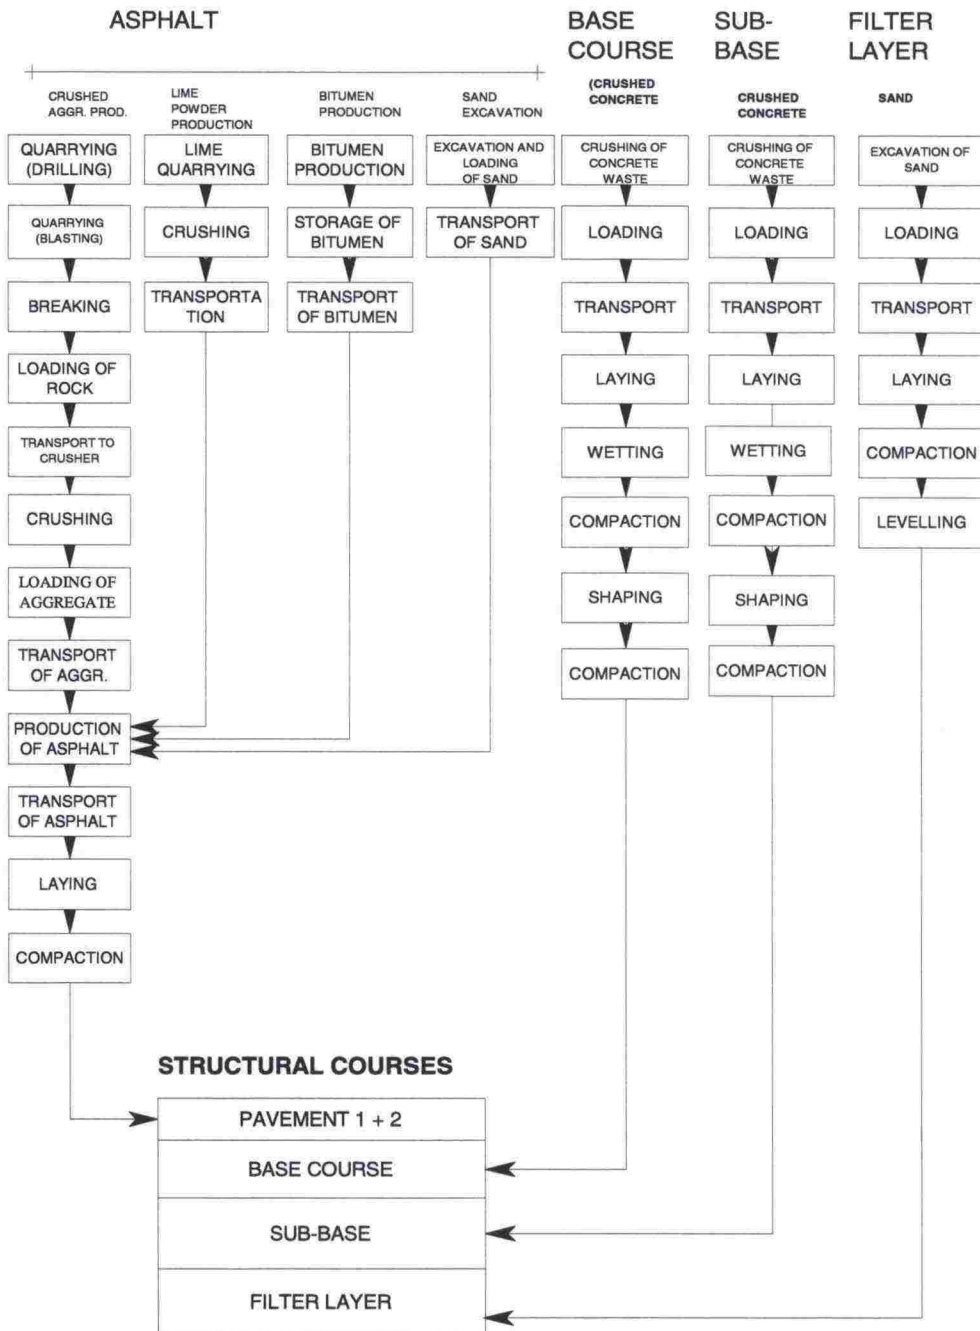 ASPHALT
BASE
COURSE
SUB-
BASE
FILTER
LAYER
CRUSHED
AGGR. PROD.
LIME
POWDER
PRODUCTION
BITUMEN
PRODUCTION
SAND
EXCAVATION
(CRUSHED
CONCRETE
CRUSHED
CONCRETE
SAND
QUARRYING
(DRILLING)
QUARRYING
(BLASTING)
BREAKING
LOADING OF
ROCK
TRANSPORT TO
CRUSHER
CRUSHING
LOADING OF
AGGREGATE
TRANSPORT
OF AGGR.
PRODUCTION
OF ASPHALT
TRANSPORT
OF ASPHALT
LAYING
COMPACTION
LIME
QUARRYING
CRUSHING
TRANSPORTA
TION
BITUMEN
PRODUCTION
STORAGE OF
BITUMEN
TRANSPORT
OF BITUMEN
EXCAVATION AND
LOADING
OF SAND
TRANSPORT
OF SAND
CRUSHING OF
CONCRETE
WASTE
LOADING
TRANSPORT
LAYING
WETTING
COMPACTION
SHAPING
COMPACTION
CRUSHING OF
CONCRETE
WASTE
LOADING
TRANSPORT
LAYING
WETTING
COMPACTION
SHAPING
COMPACTION
EXCAVATION OF
SAND
LOADING
TRANSPORT
LAYING
COMPACTION
LEVELLING
STRUCTURAL COURSES
PAVEMENT 1 + 2
BASE COURSE
SUB-BASE
FILTER LAYER